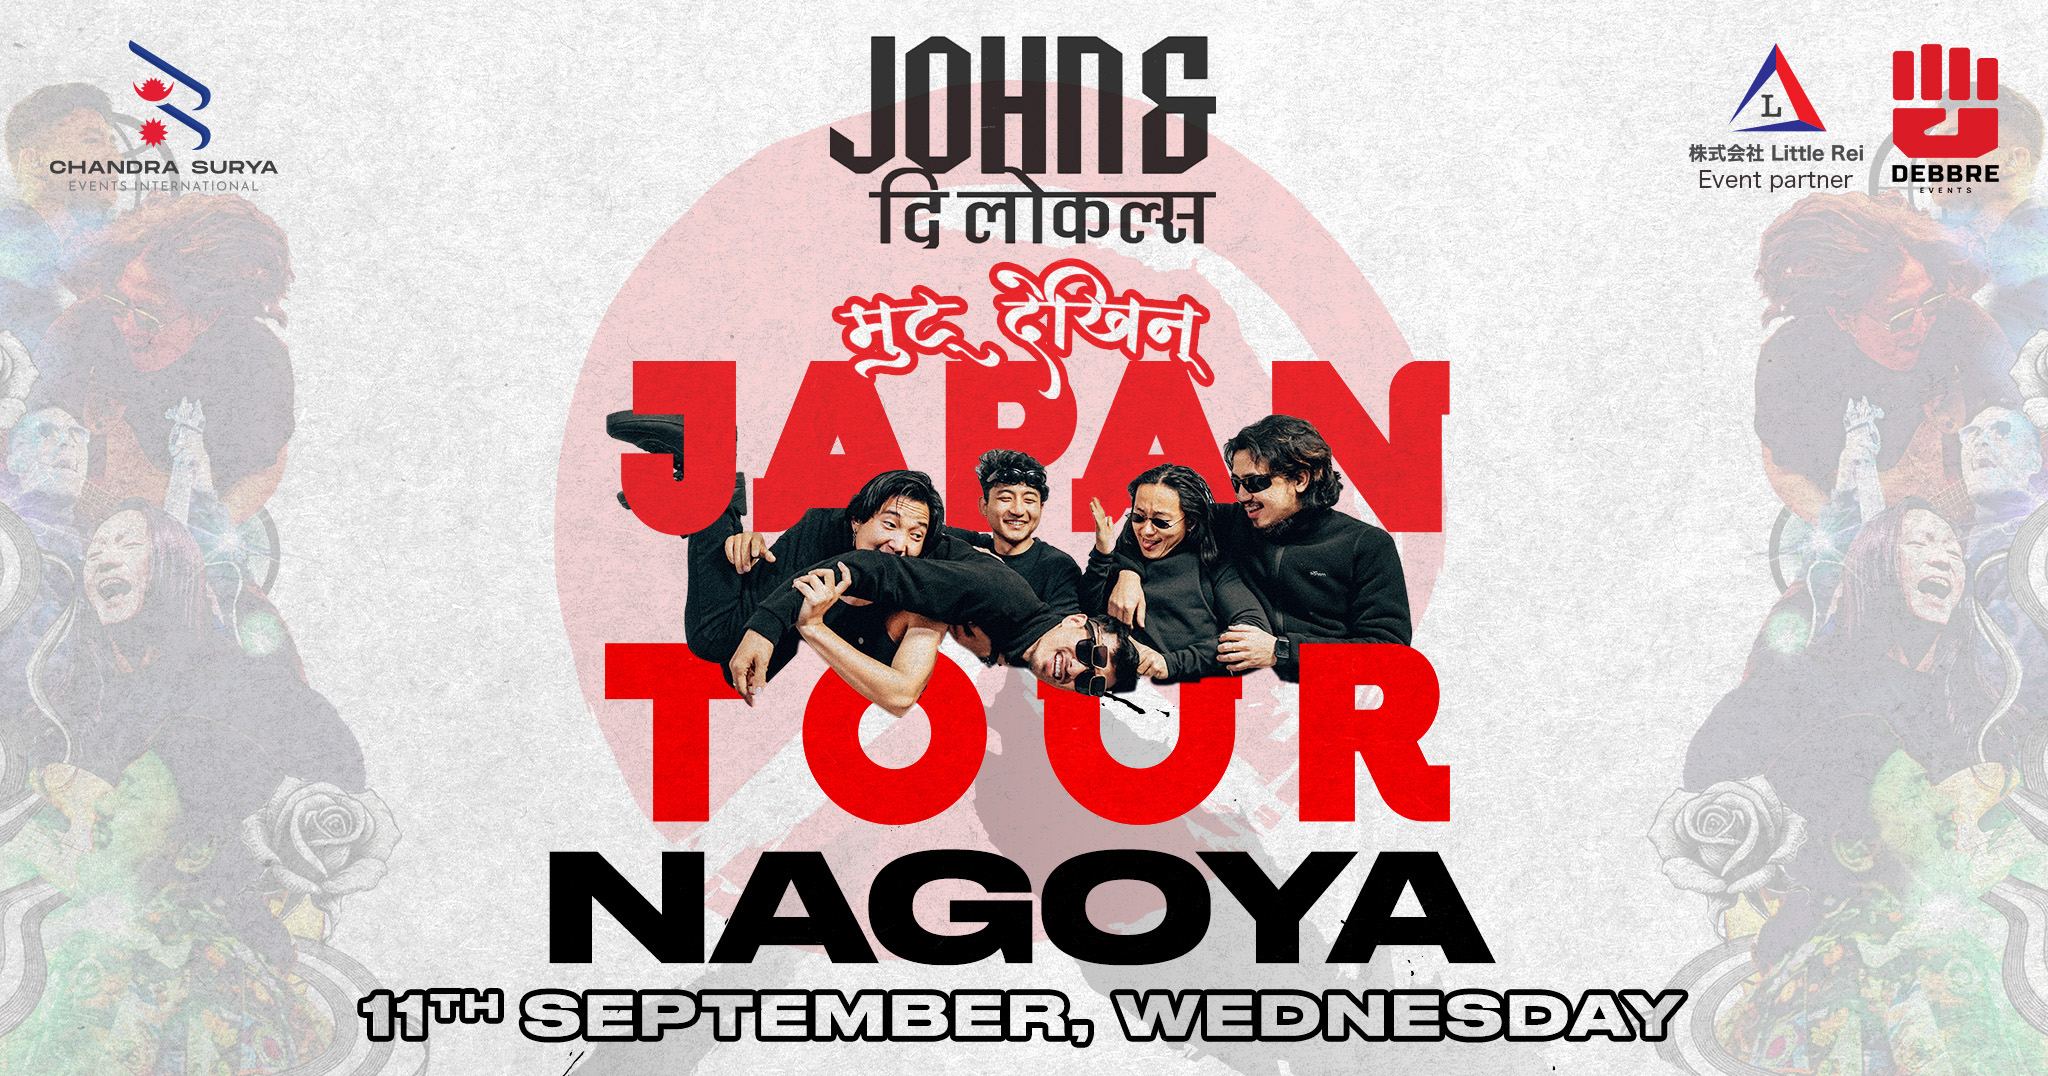 CHANDRA SURYA
EVENTS INTERNATIONAL
JOHN &
दि लोकल्स
L
株式会社 Little Rei
Event partner
DEBBRE
EVENTS
मुटु देखिन्
JAPAN
TOUR
NAGOYA
11TH SEPTEMBER, WEDNESDAY